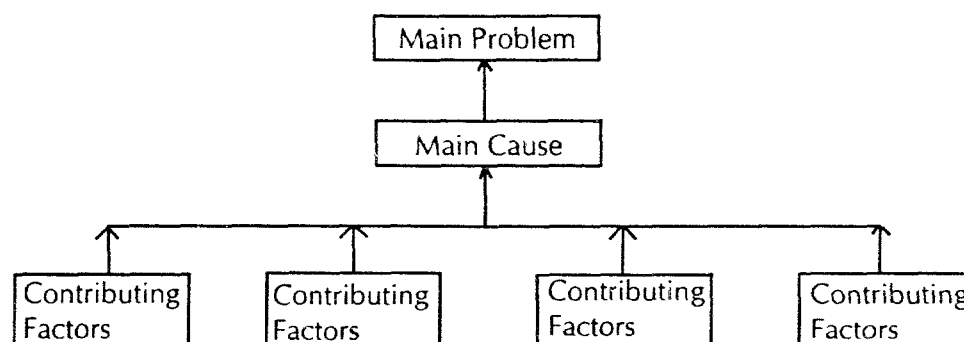 Main Problem
Main Cause
Contributing
Factors
Contributing
Factors
Contributing
Factors
Contributing
Factors